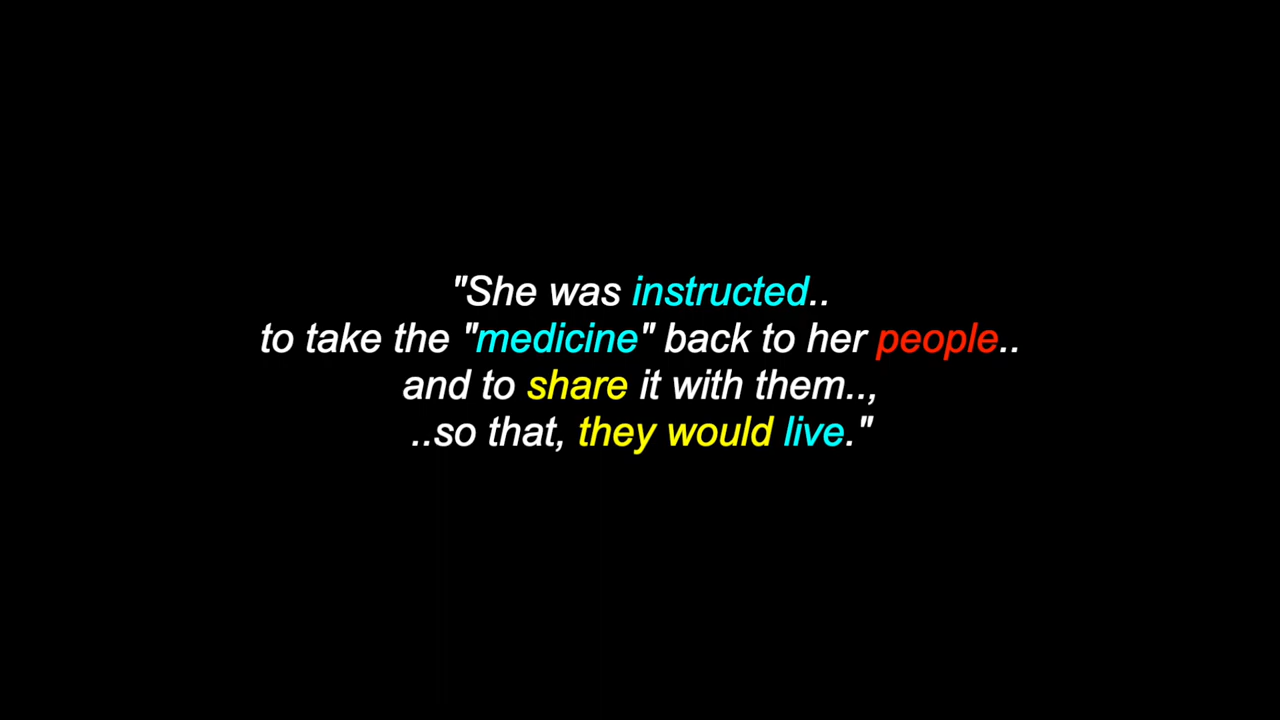 "She was instructed..
to take the "medicine" back to her people..
and to share it with them..,
..so that, they would live."